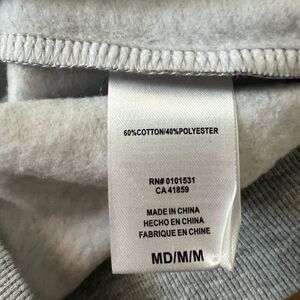 60%COTTON/40%POLYESTER
RN# 0101531
CA 41859
MADE IN CHINA
HECHO EN CHINA
FABRIQUE EN CHINE
MD/M/M